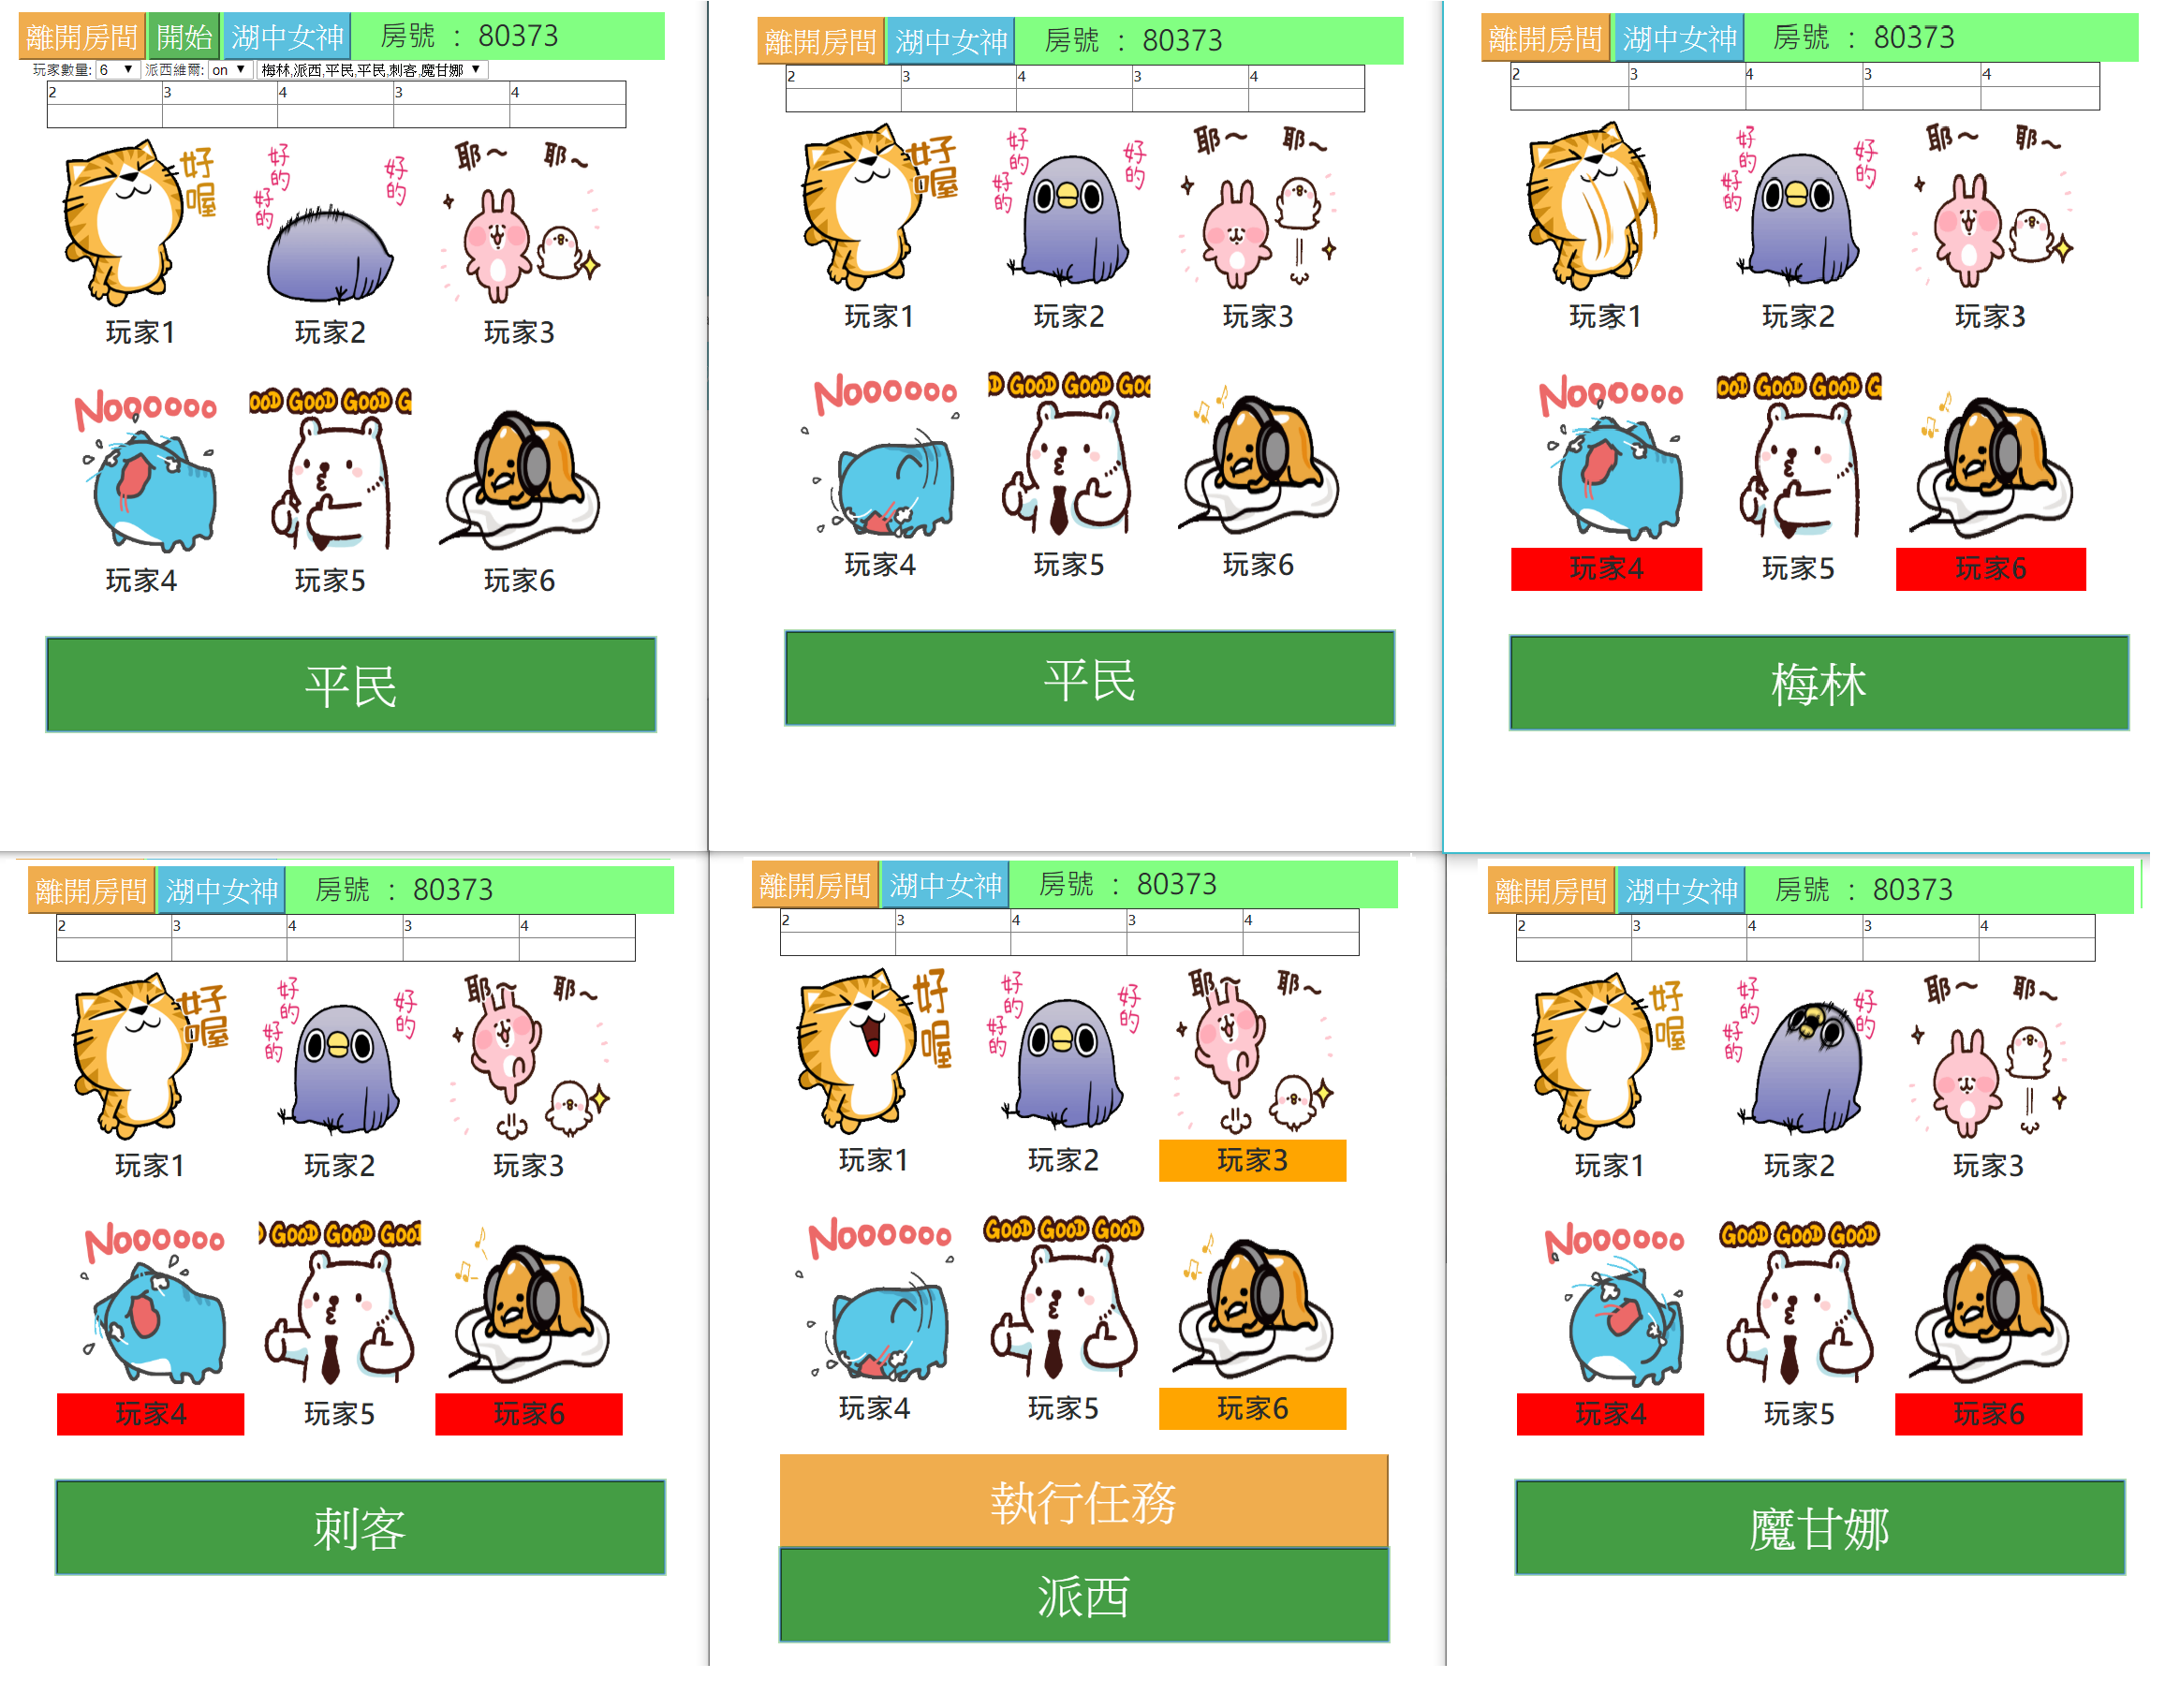 離開房間 開始 湖中女神 房號 : 80373
玩家數量: 6 派西維爾: on 梅林,派西,平民,平民,刺客,魔甘娜
2 3 4 3 4
好喔 好的 好的 好的 耶～ 耶～
玩家1 玩家2 玩家3
Noooooo OOD GOOD GOOD G
玩家4 玩家5 玩家6
平民
離開房間 湖中女神 房號 : 80373
2 3 4 3 4
好喔 好的 好的 好的 耶～ 耶～
玩家1 玩家2 玩家3
Noooooo D GOOD GOOD GOO
玩家4 玩家5 玩家6
平民
離開房間 湖中女神 房號 : 80373
2 3 4 3 4
好的 好的 好的 耶～ 耶～
玩家1 玩家2 玩家3
Noooooo OOD GOOD GOOD G
玩家4 玩家5 玩家6
梅林
離開房間 湖中女神 房號 : 80373
2 3 4 3 4
好喔 好的 好的 好的 耶～ 耶～
玩家1 玩家2 玩家3
Noooooo GOOD GOOD GOOD
玩家4 玩家5 玩家6
刺客
離開房間 湖中女神 房號 : 80373
2 3 4 3 4
好喔 好的 好的 好的 耶～ 耶～
玩家1 玩家2 玩家3
Noooooo GOOD GOOD GOOD
玩家4 玩家5 玩家6
執行任務
派西
離開房間 湖中女神 房號 : 80373
2 3 4 3 4
好喔 好的 好的 好的 耶～ 耶～
玩家1 玩家2 玩家3
Noooooo GOOD GOOD GOOD
玩家4 玩家5 玩家6
魔甘娜